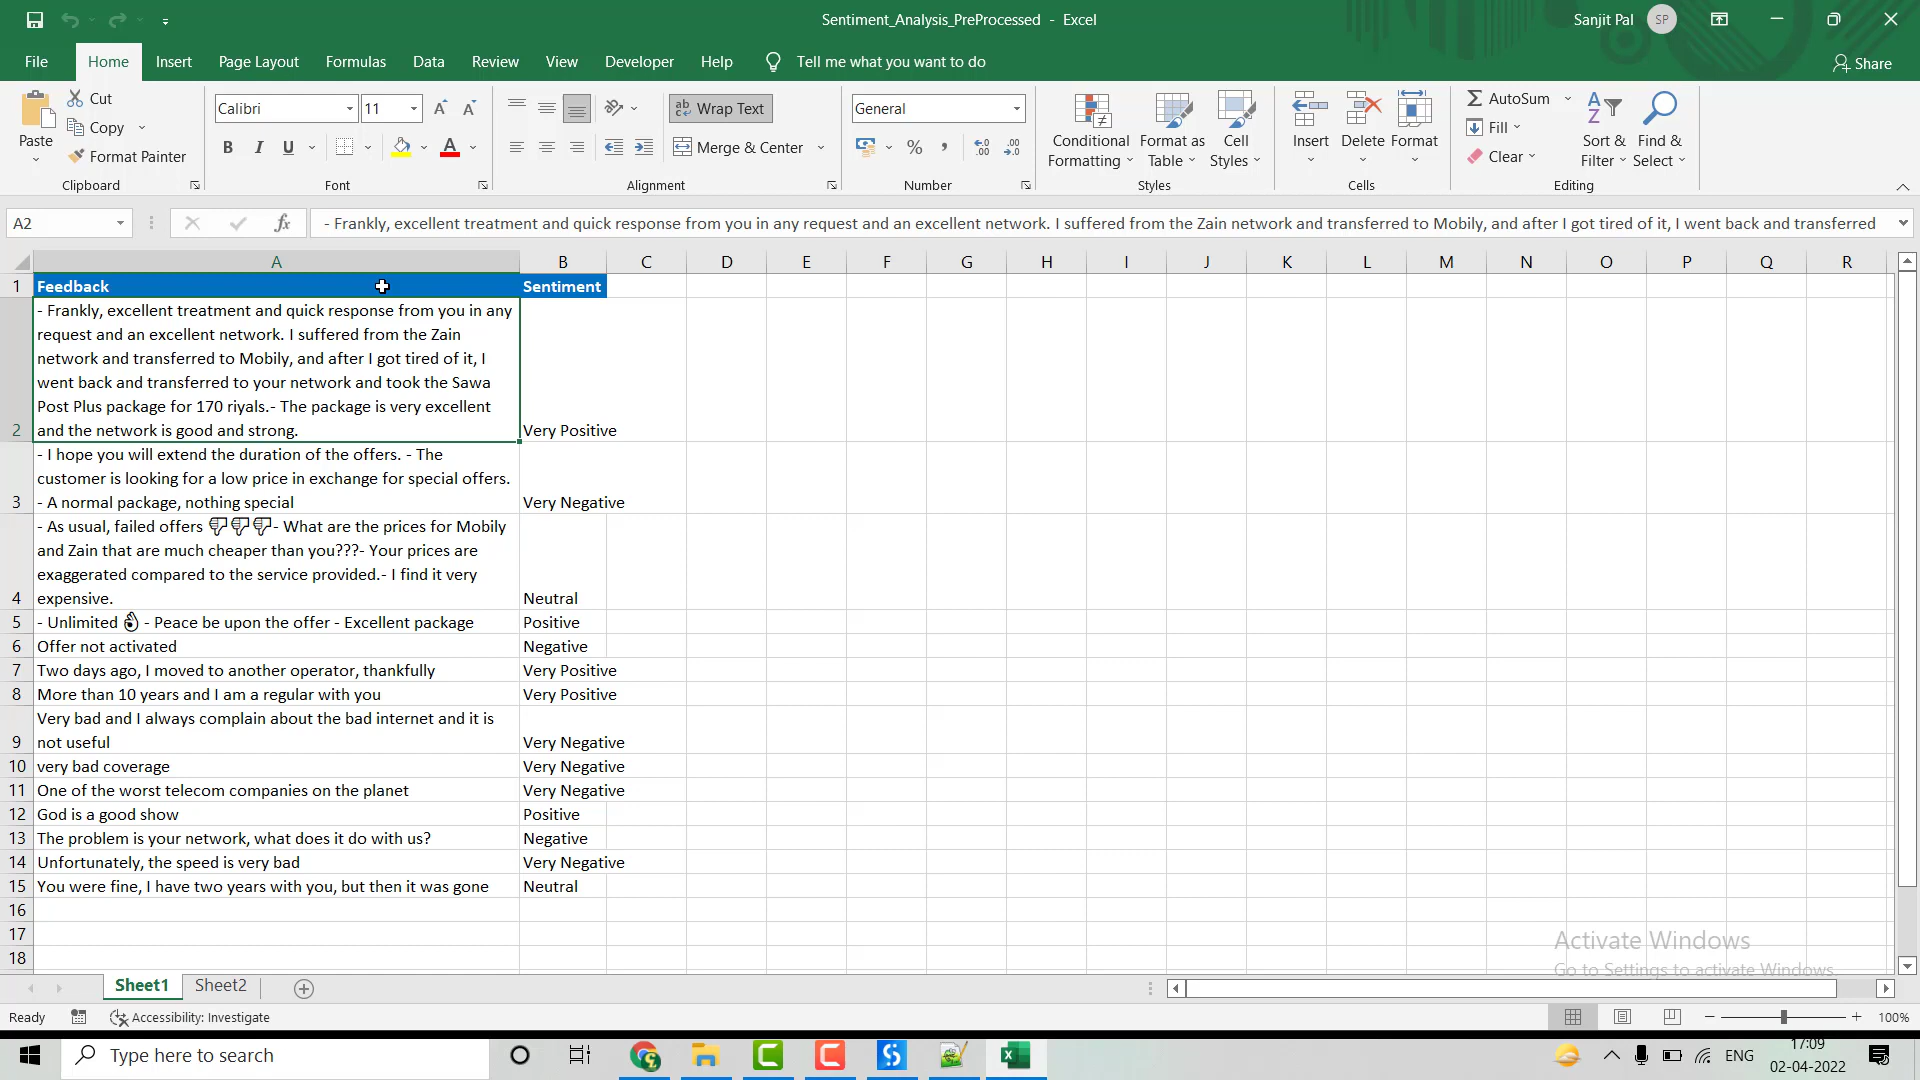 Sentiment_Analysis_PreProcessed - Excel
Sanjit Pal SP
File Home Insert Page Layout Formulas Data Review View Developer Help Tell me what you want to do Share
Paste
Cut
Copy
Format Painter
Clipboard
Calibri 11
B I U A
Font
ab Wrap Text
Merge & Center
Alignment
General
% ,
Number
Conditional
Formatting
Format as
Table
Cell
Styles
Styles
Insert Delete Format
Cells
AutoSum
Fill
Clear
Sort &
Filter
Find &
Select
Editing
A2 fx - Frankly, excellent treatment and quick response from you in any request and an excellent network. I suffered from the Zain network and transferred to Mobily, and after I got tired of it, I went back and transferred
A B C D E F G H I J K L M N O P Q R
1 Feedback Sentiment
- Frankly, excellent treatment and quick response from you in any
request and an excellent network. I suffered from the Zain
network and transferred to Mobily, and after I got tired of it, I
went back and transferred to your network and took the Sawa
Post Plus package for 170 riyals.- The package is very excellent
2 and the network is good and strong. Very Positive
- I hope you will extend the duration of the offers. - The
customer is looking for a low price in exchange for special offers.
3 - A normal package, nothing special Very Negative
- As usual, failed offers 👎👎👎- What are the prices for Mobily
and Zain that are much cheaper than you???- Your prices are
exaggerated compared to the service provided.- I find it very
4 expensive. Neutral
5 - Unlimited 👌 - Peace be upon the offer - Excellent package Positive
6 Offer not activated Negative
7 Two days ago, I moved to another operator, thankfully Very Positive
8 More than 10 years and I am a regular with you Very Positive
Very bad and I always complain about the bad internet and it is
9 not useful Very Negative
10 very bad coverage Very Negative
11 One of the worst telecom companies on the planet Very Negative
12 God is a good show Positive
13 The problem is your network, what does it do with us? Negative
14 Unfortunately, the speed is very bad Very Negative
15 You were fine, I have two years with you, but then it was gone Neutral
16
17
18
Activate Windows
Go to Settings to activate Windows.
Sheet1 Sheet2
Ready Accessibility: Investigate 100%
Type here to search
ENG
17:09
02-04-2022